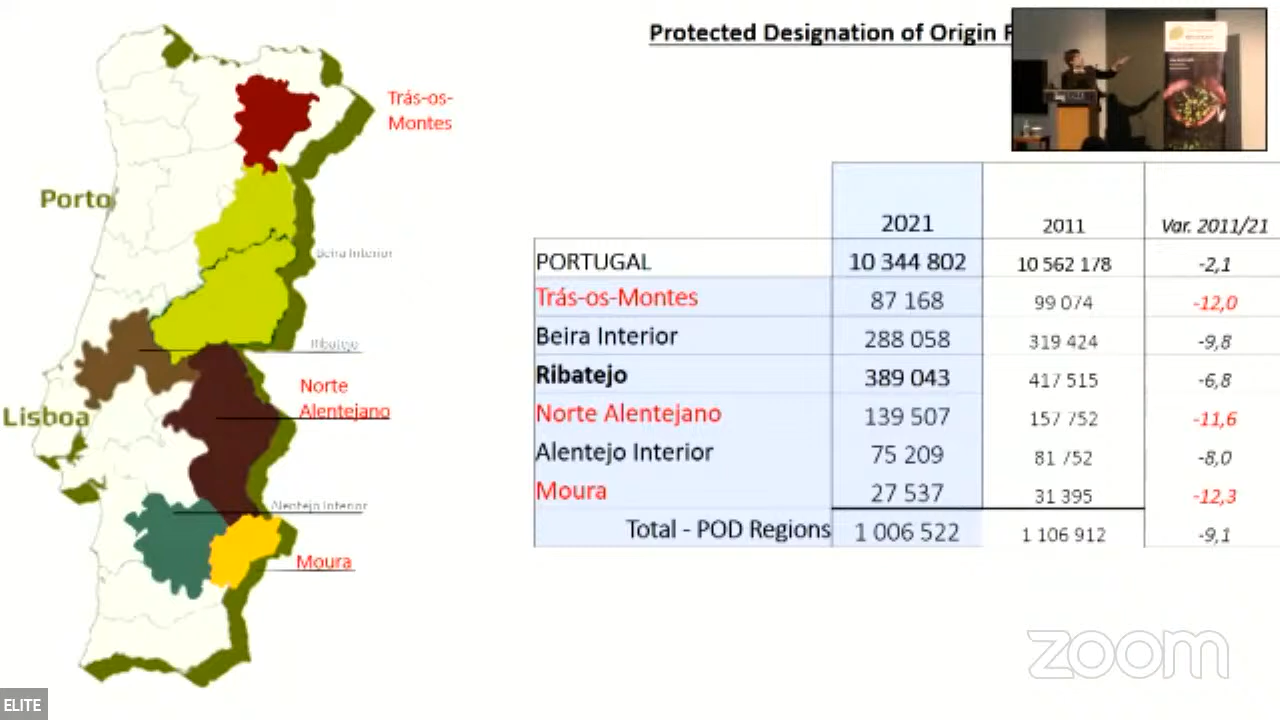 Protected Designation of Origin
Trás-os-
Montes
Porto
Beira Interior
Ribatejo
Norte
Alentejano
Lisboa
Alentejo Interior
Moura
2021 2011 Var. 2011/21
PORTUGAL 10 344 802 10 562 178 -2,1
Trás-os-Montes 87 168 99 074 -12,0
Beira Interior 288 058 319 424 -9,8
Ribatejo 389 043 417 515 -6,8
Norte Alentejano 139 507 157 752 -11,6
Alentejo Interior 75 209 81 752 -8,0
Moura 27 537 31 395 -12,3
Total - POD Regions 1 006 522 1 106 912 -9,1
zoom
ELITE